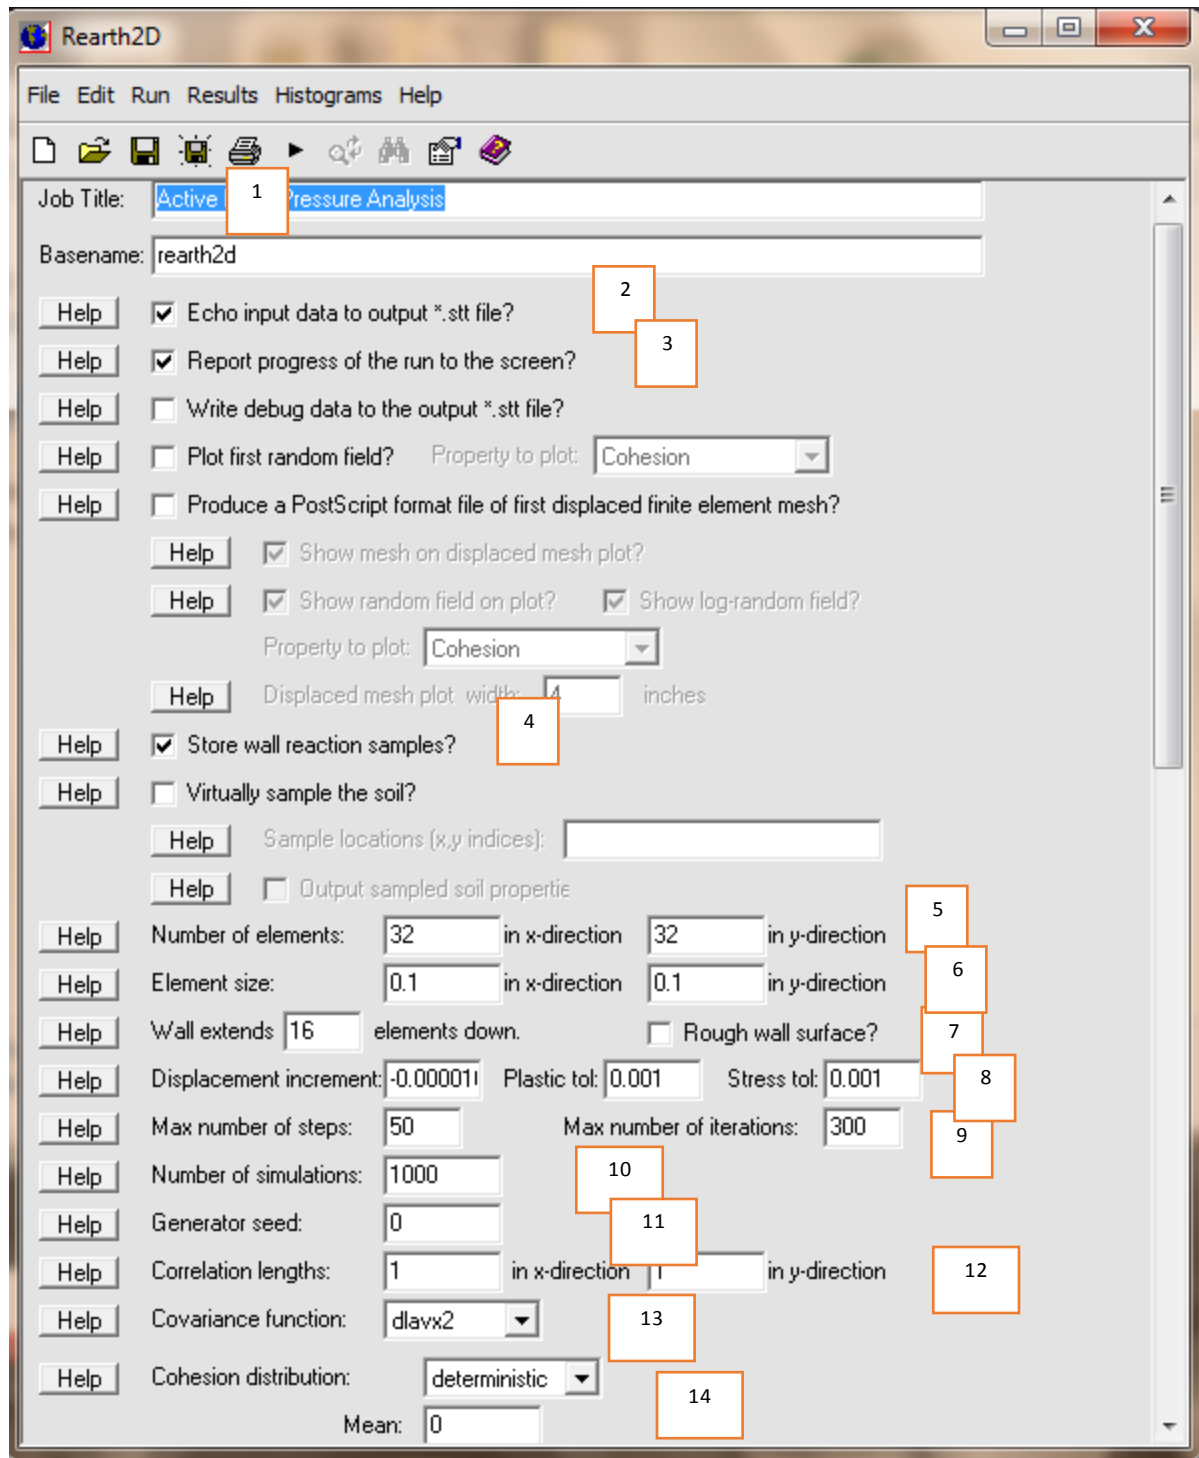 Rearth2D
File Edit Run Results Histograms Help
Job Title: Active Pressure Analysis
1
Basename: rearth2d
2
Help Echo input data to output *.stt file?
3
Help Report progress of the run to the screen?
Help Write debug data to the output *.stt file?
Help Plot first random field? Property to plot: Cohesion
Help Produce a PostScript format file of first displaced finite element mesh?
Help Show mesh on displaced mesh plot?
Help Show random field on plot? Show log-random field?
Property to plot: Cohesion
Help Displaced mesh plot width: 4 inches
4
Help Store wall reaction samples?
Help Virtually sample the soil?
Help Sample locations (x,y indices):
Help Output sampled soil propertie
5
Help Number of elements: 32 in x-direction 32 in y-direction
6
Help Element size: 0.1 in x-direction 0.1 in y-direction
Help Wall extends 16 elements down. Rough wall surface?
7
Help Displacement increment: -0.00001 Plastic tol: 0.001 Stress tol: 0.001
8
Help Max number of steps: 50 Max number of iterations: 300
9
Help Number of simulations: 1000
10
Help Generator seed: 0
11
Help Correlation lengths: 1 in x-direction 1 in y-direction
12
Help Covariance function: dlavx2
13
Help Cohesion distribution: deterministic
14
Mean: 0